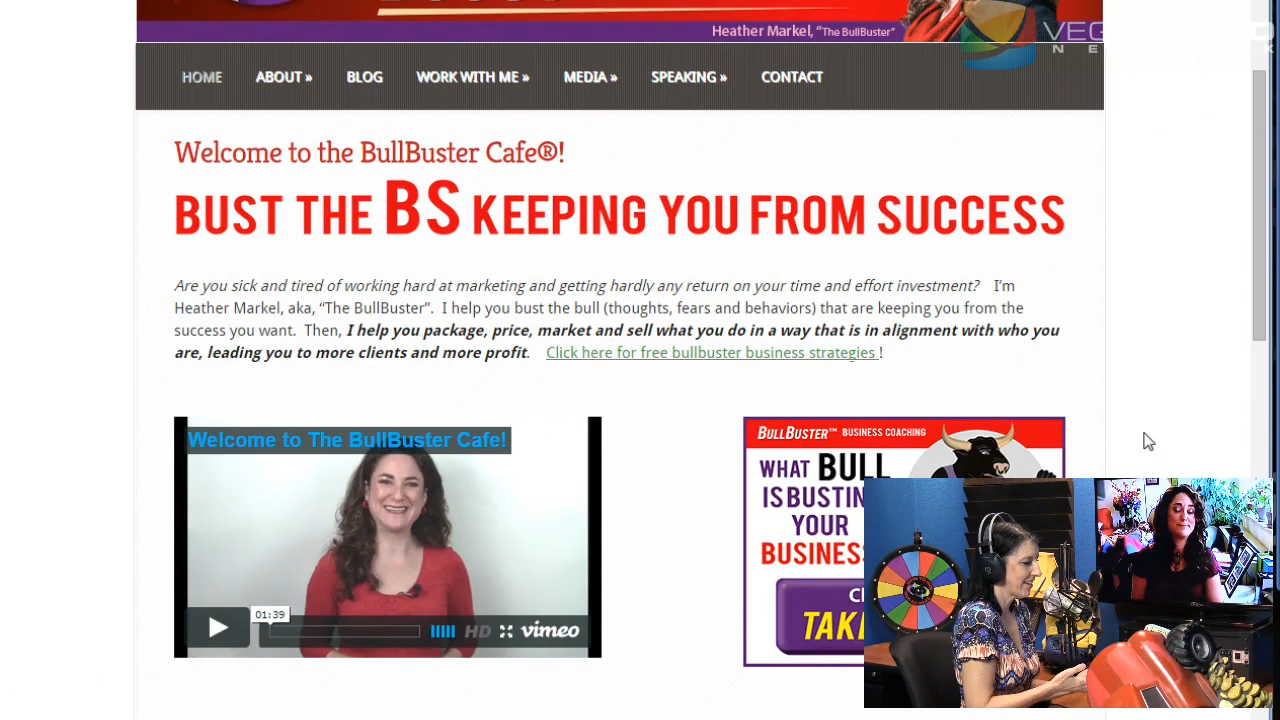 Heather Markel, “The BullBuster”
HOME ABOUT » BLOG WORK WITH ME » MEDIA » SPEAKING » CONTACT
Welcome to the BullBuster Cafe®!
BUST THE BS KEEPING YOU FROM SUCCESS
Are you sick and tired of working hard at marketing and getting hardly any return on your time and effort investment? I’m
Heather Markel, aka, “The BullBuster”. I help you bust the bull (thoughts, fears and behaviors) that are keeping you from the
success you want. Then, I help you package, price, market and sell what you do in a way that is in alignment with who you
are, leading you to more clients and more profit. Click here for free bullbuster business strategies !
Welcome to The BullBuster Cafe!
01:39
HD vimeo
BULLBUSTER™ BUSINESS COACHING
WHAT BULL
IS BUSTIN
YOUR
BUSINESS